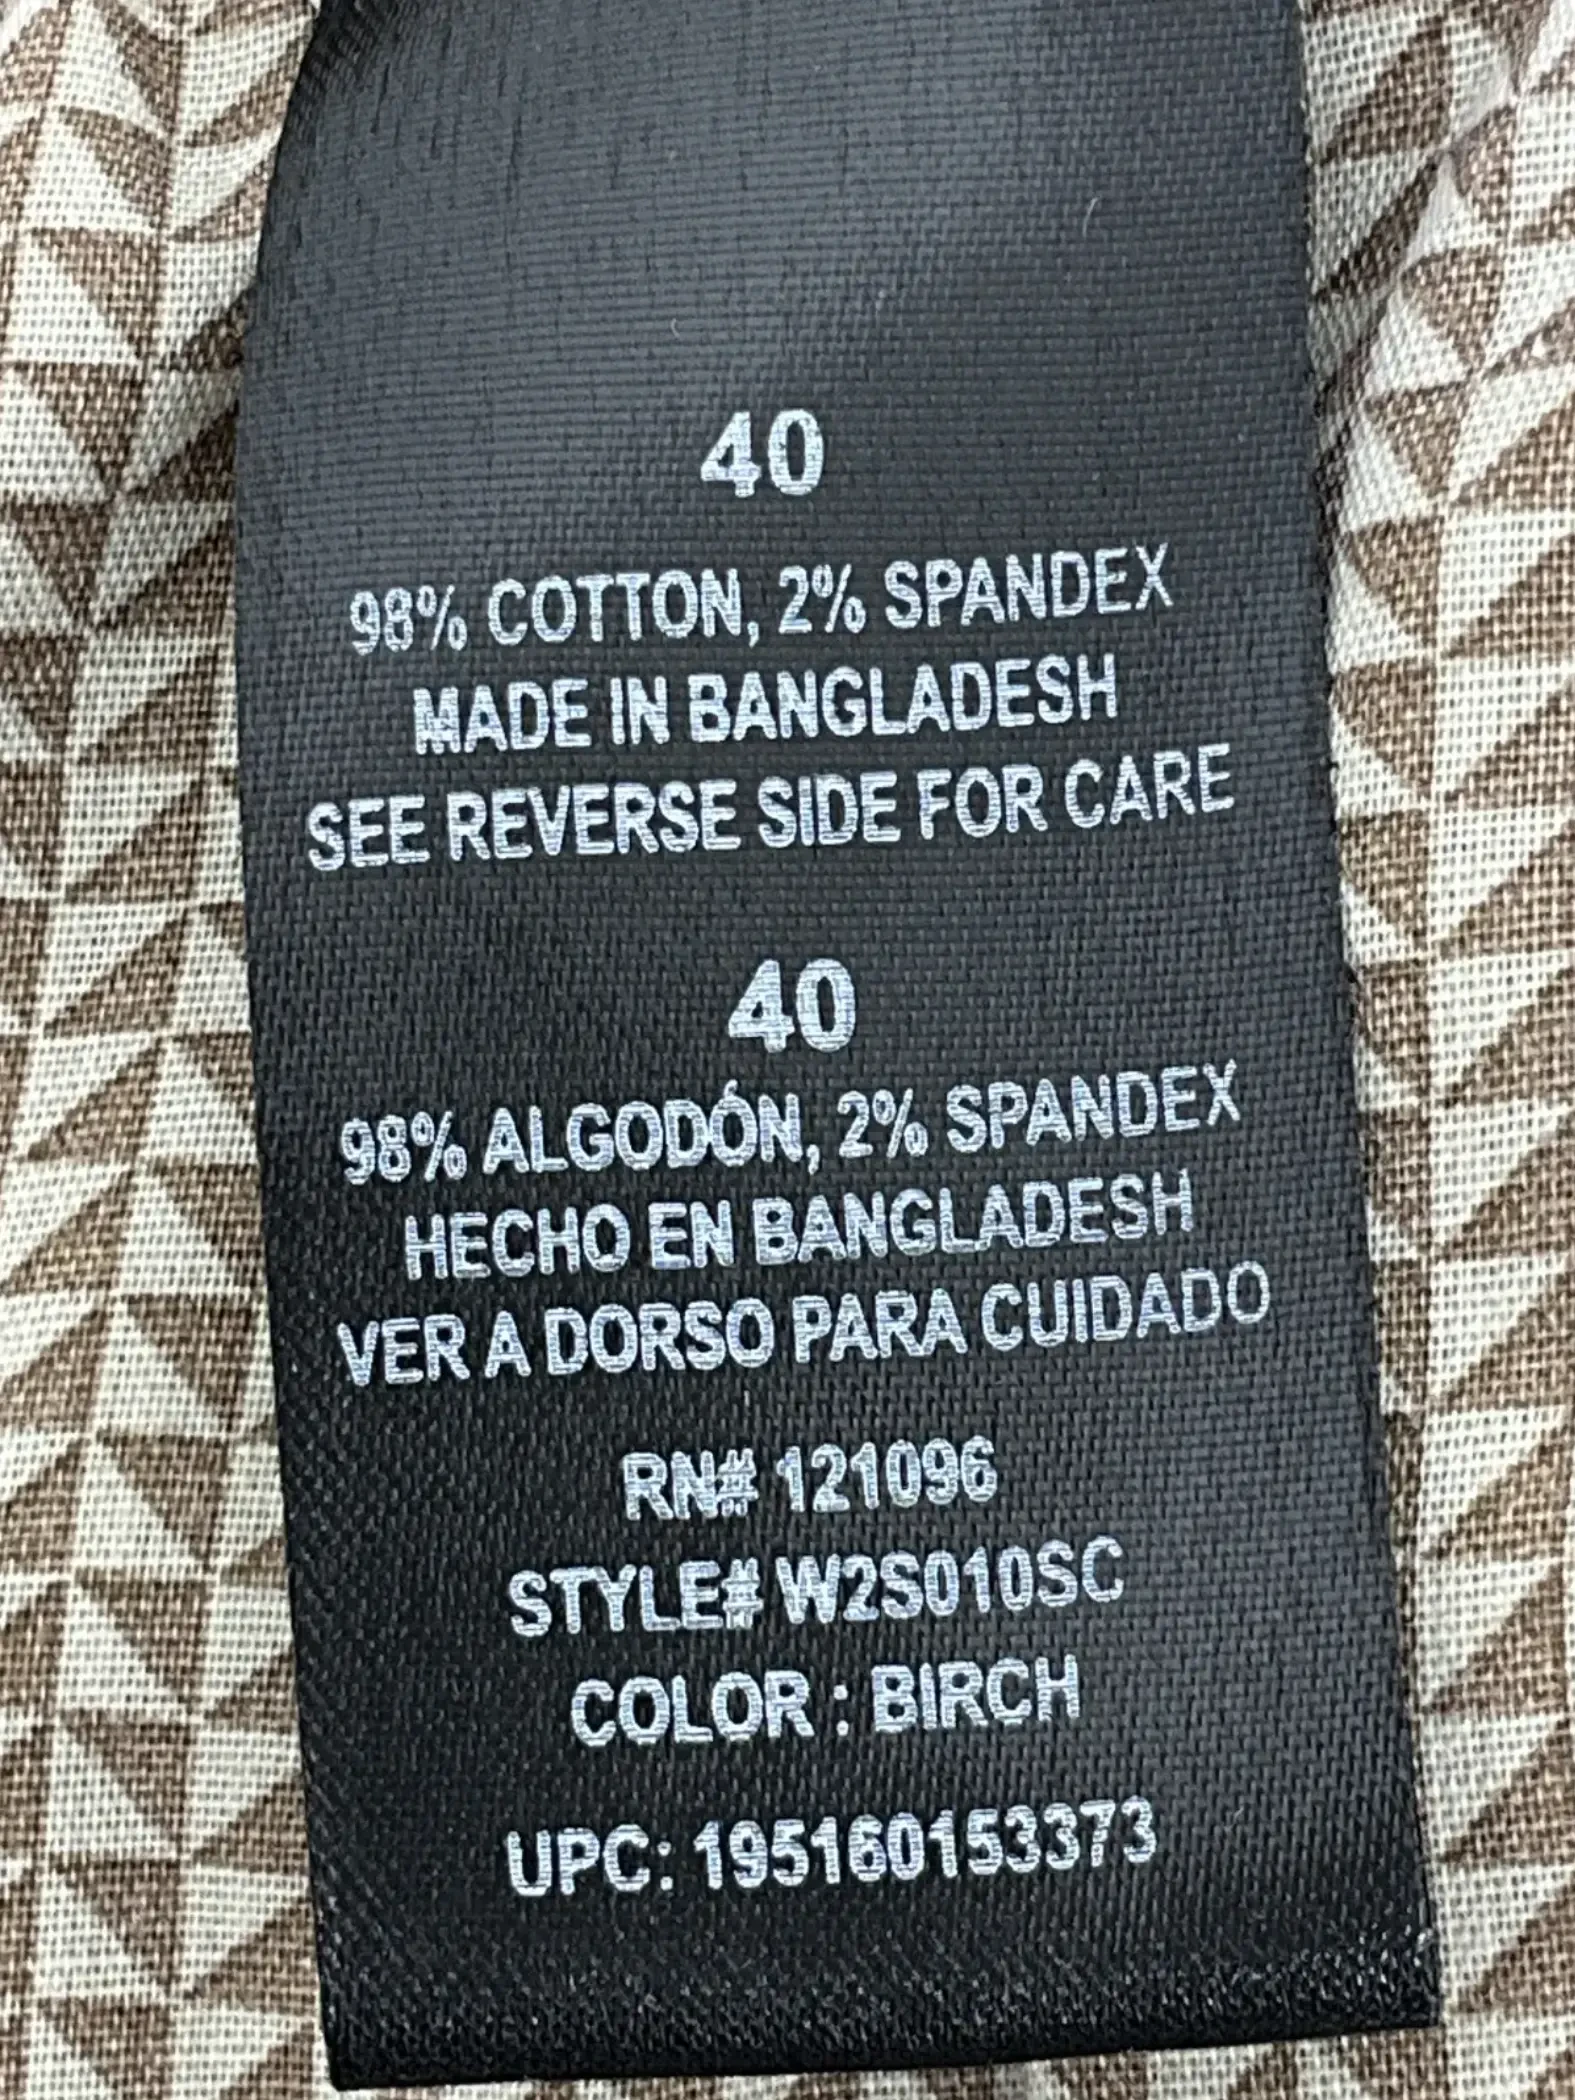 40
98% COTTON, 2% SPANDEX
MADE IN BANGLADESH
SEE REVERSE SIDE FOR CARE
40
98% ALGODÓN, 2% SPANDEX
HECHO EN BANGLADESH
VER A DORSO PARA CUIDADO
RN# 121096
STYLE# W2S010SC
COLOR : BIRCH
UPC: 195160153373